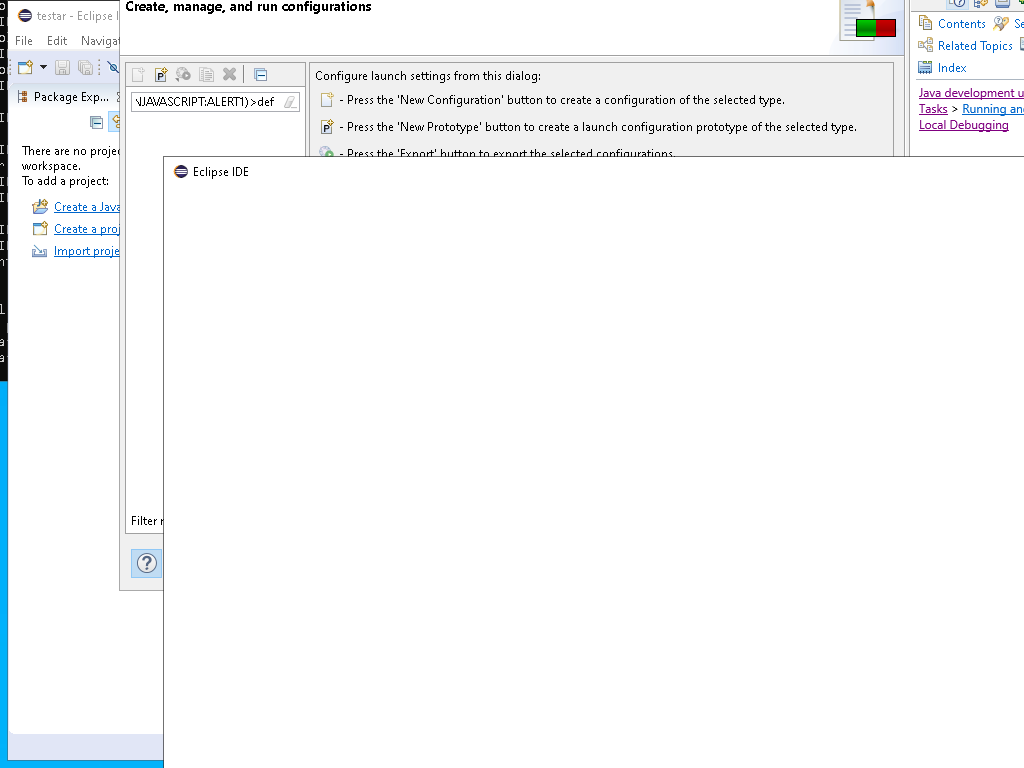 testar - Eclipse I
File Edit Navigat
Package Exp...
There are no projec
workspace.
To add a project:
Create a Java
Create a proj
Import proje
Create, manage, and run configurations
\JAVASCRIPT:ALERT1)>def
Filter
Configure launch settings from this dialog:
- Press the 'New Configuration' button to create a configuration of the selected type.
- Press the 'New Prototype' button to create a launch configuration prototype of the selected type.
- Press the 'Export' button to export the selected configurations.
Eclipse IDE
Contents Se
Related Topics
Index
Java development u
Tasks > Running and
Local Debugging